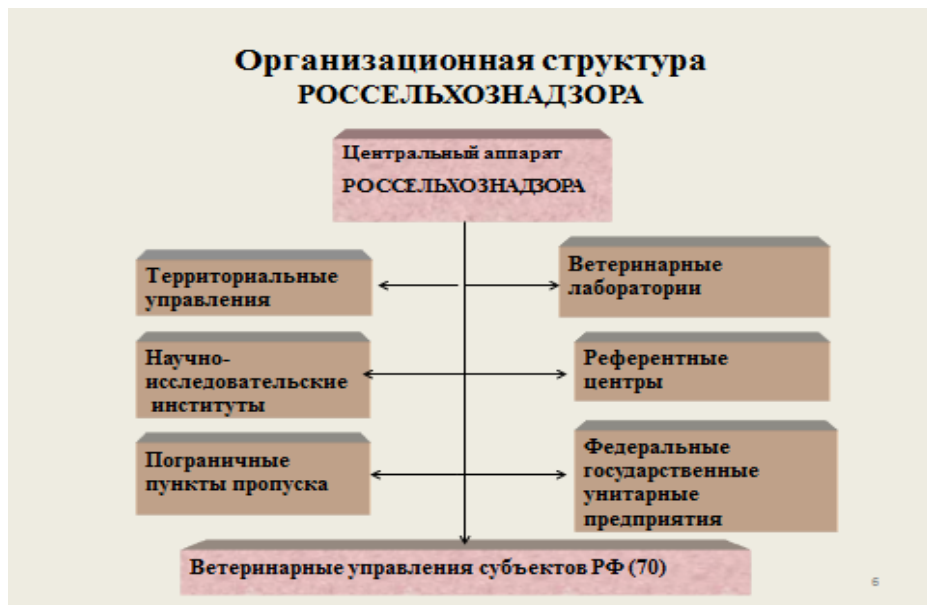 Организационная структура
РОССЕЛЬХОЗНАДЗОРА
Центральный аппарат
РОССЕЛЬХОЗНАДЗОРА
Территориальные
управления
Ветеринарные
лаборатории
Научно-
исследовательские
институты
Референтные
центры
Пограничные
пункты пропуска
Федеральные
государственные
унитарные
предприятия
Ветеринарные управления субъектов РФ (70)
6